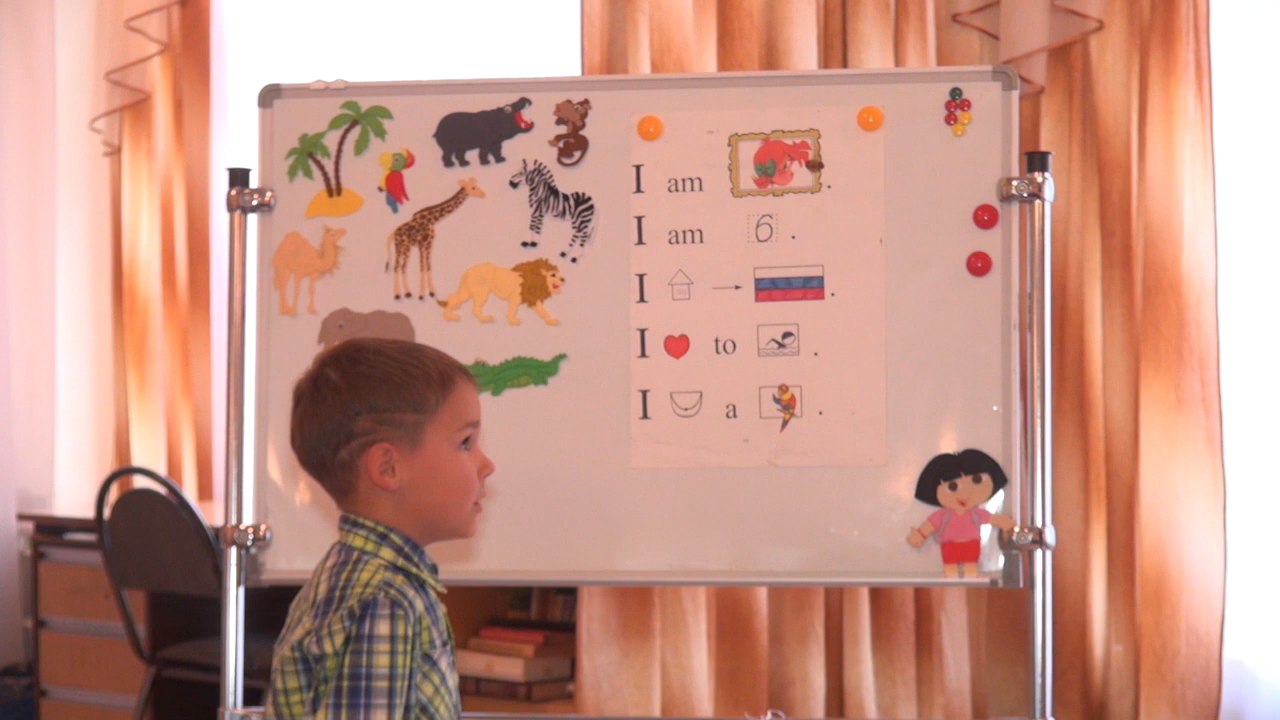 I am .
I am 6 .
I .
I to .
I a .